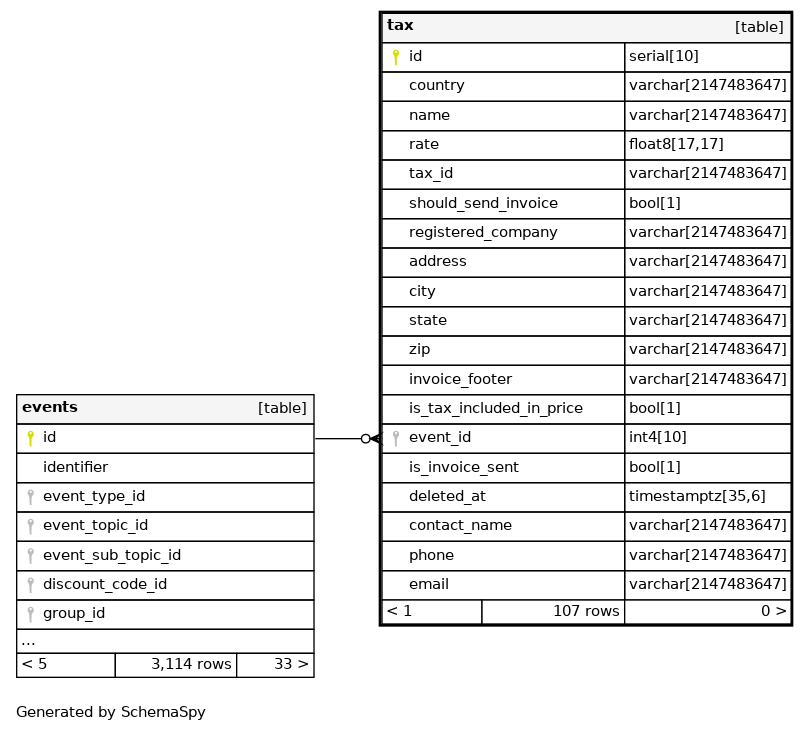 tax [table]
id serial[10]
country varchar[2147483647]
name varchar[2147483647]
rate float8[17,17]
tax_id varchar[2147483647]
should_send_invoice bool[1]
registered_company varchar[2147483647]
address varchar[2147483647]
city varchar[2147483647]
state varchar[2147483647]
zip varchar[2147483647]
invoice_footer varchar[2147483647]
is_tax_included_in_price bool[1]
event_id int4[10]
is_invoice_sent bool[1]
deleted_at timestamptz[35,6]
contact_name varchar[2147483647]
phone varchar[2147483647]
email varchar[2147483647]
< 1 107 rows 0 >
events [table]
id
identifier
event_type_id
event_topic_id
event_sub_topic_id
discount_code_id
group_id
...
< 5 3,114 rows 33 >
Generated by SchemaSpy